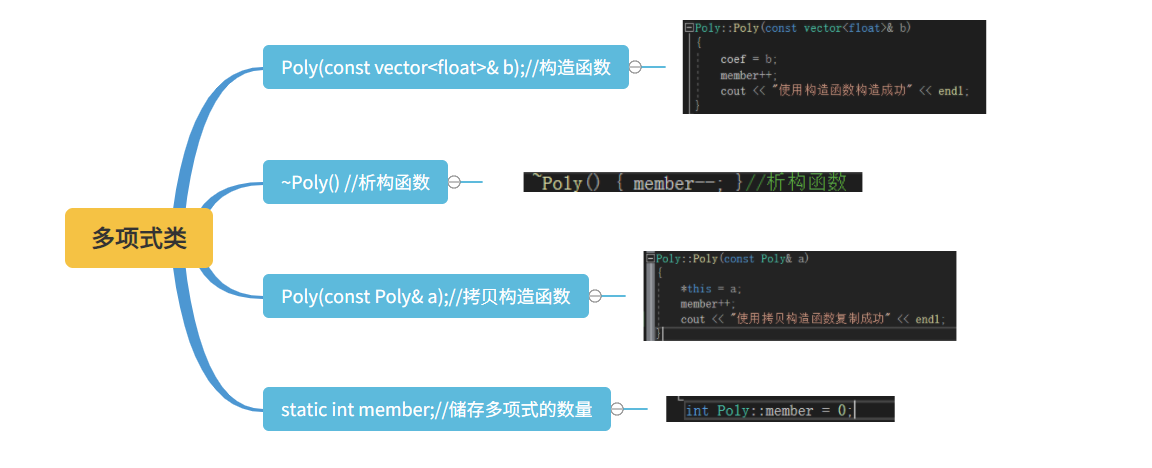 Poly(const vector<float>& b);//构造函数
Poly::Poly(const vector<float>& b)
{
coef = b;
member++;
cout << "使用构造函数构造成功" << endl;
}
~Poly() //析构函数
~Poly() { member--; }//析构函数
多项式类
Poly(const Poly& a);//拷贝构造函数
Poly::Poly(const Poly& a)
{
*this = a;
member++;
cout << "使用拷贝构造函数复制成功" << endl;
}
static int member;//储存多项式的数量
int Poly::member = 0;